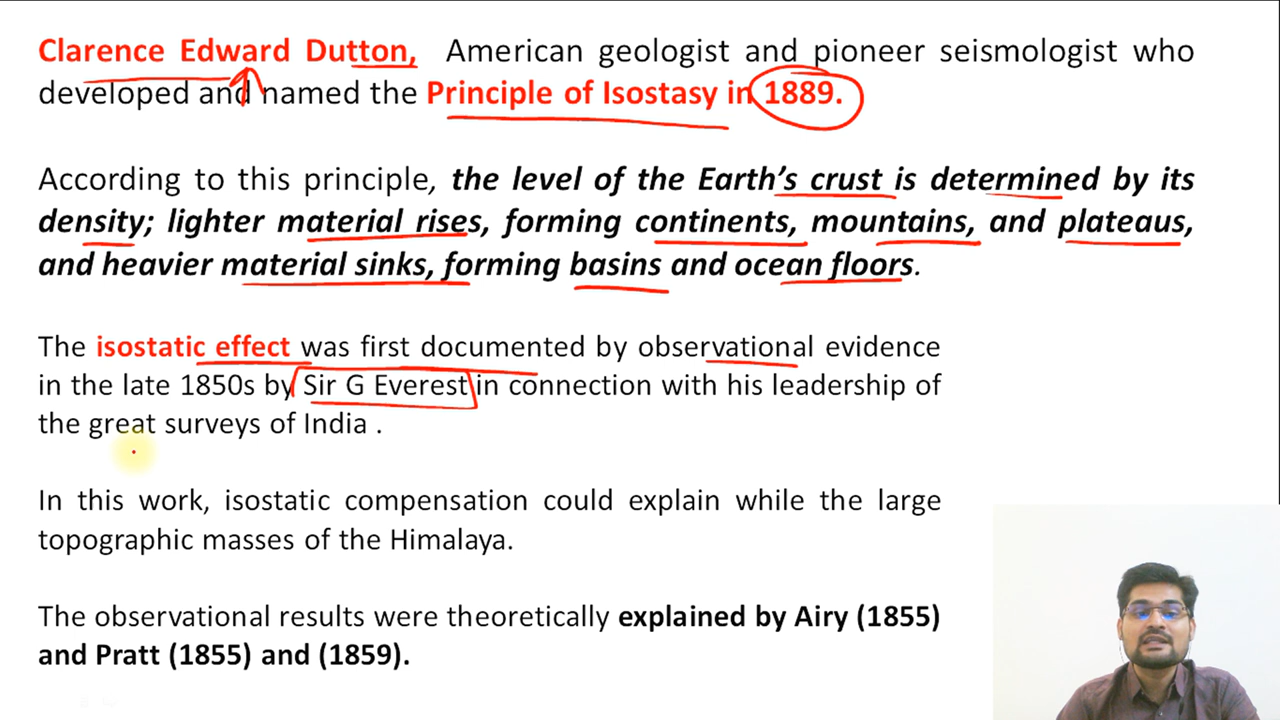 Clarence Edward Dutton, American geologist and pioneer seismologist who
developed and named the Principle of Isostasy in 1889.
According to this principle, the level of the Earth's crust is determined by its
density; lighter material rises, forming continents, mountains, and plateaus,
and heavier material sinks, forming basins and ocean floors.
The isostatic effect was first documented by observational evidence
in the late 1850s by Sir G Everest in connection with his leadership of
the great surveys of India .
In this work, isostatic compensation could explain while the large
topographic masses of the Himalaya.
The observational results were theoretically explained by Airy (1855)
and Pratt (1855) and (1859).